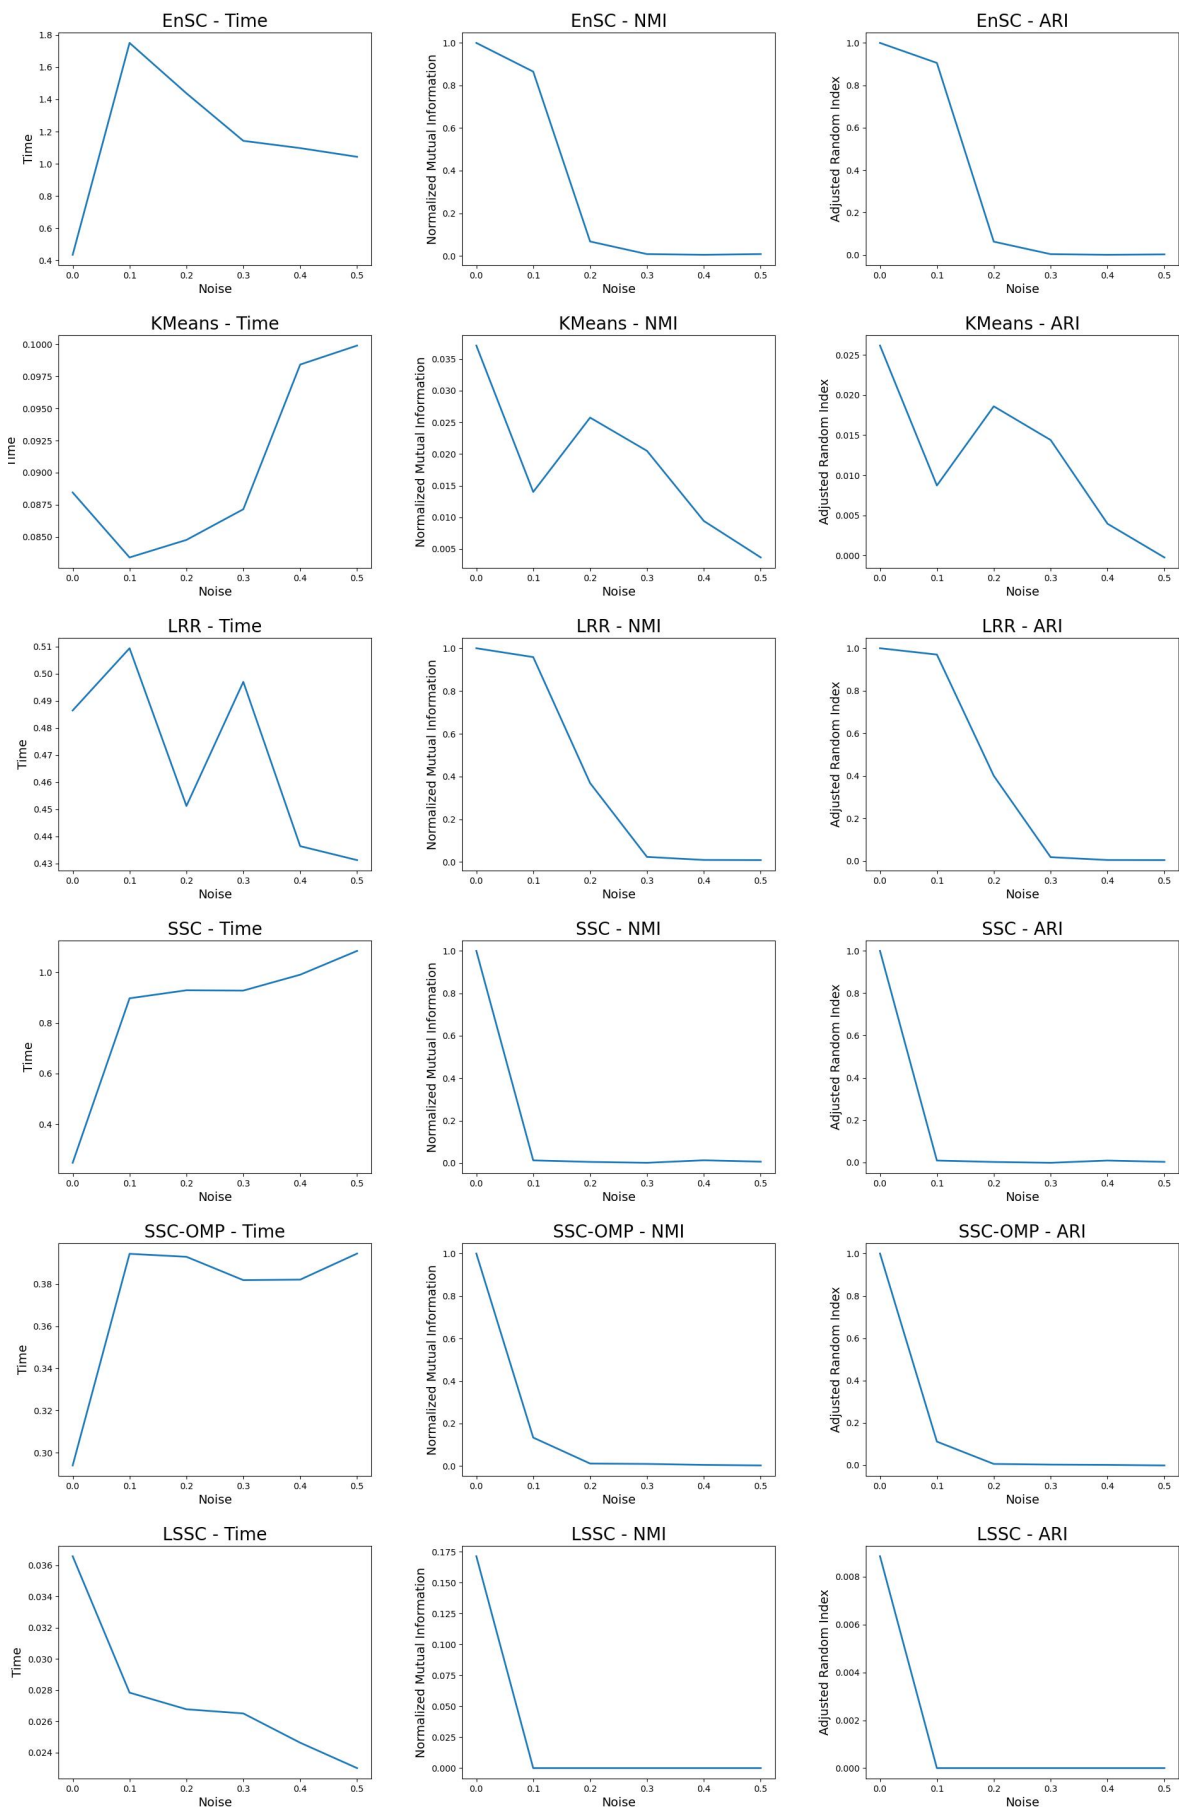 EnSC - Time
1.8
1.6
1.4
1.2
1.0
0.8
0.6
0.4
Time
0.0 0.1 0.2 0.3 0.4 0.5
Noise
EnSC - NMI
1.0
0.8
0.6
0.4
0.2
0.0
Normalized Mutual Information
0.0 0.1 0.2 0.3 0.4 0.5
Noise
EnSC - ARI
1.0
0.8
0.6
0.4
0.2
0.0
Adjusted Random Index
0.0 0.1 0.2 0.3 0.4 0.5
Noise
KMeans - Time
0.1000
0.0975
0.0950
0.0925
0.0900
0.0875
0.0850
Time
0.0 0.1 0.2 0.3 0.4 0.5
Noise
KMeans - NMI
0.035
0.030
0.025
0.020
0.015
0.010
0.005
Normalized Mutual Information
0.0 0.1 0.2 0.3 0.4 0.5
Noise
KMeans - ARI
0.025
0.020
0.015
0.010
0.005
0.000
Adjusted Random Index
0.0 0.1 0.2 0.3 0.4 0.5
Noise
LRR - Time
0.51
0.50
0.49
0.48
0.47
0.46
0.45
0.44
0.43
Time
0.0 0.1 0.2 0.3 0.4 0.5
Noise
LRR - NMI
1.0
0.8
0.6
0.4
0.2
0.0
Normalized Mutual Information
0.0 0.1 0.2 0.3 0.4 0.5
Noise
LRR - ARI
1.0
0.8
0.6
0.4
0.2
0.0
Adjusted Random Index
0.0 0.1 0.2 0.3 0.4 0.5
Noise
SSC - Time
1.0
0.8
0.6
0.4
Time
0.0 0.1 0.2 0.3 0.4 0.5
Noise
SSC - NMI
1.0
0.8
0.6
0.4
0.2
0.0
Normalized Mutual Information
0.0 0.1 0.2 0.3 0.4 0.5
Noise
SSC - ARI
1.0
0.8
0.6
0.4
0.2
0.0
Adjusted Random Index
0.0 0.1 0.2 0.3 0.4 0.5
Noise
SSC-OMP - Time
0.38
0.36
0.34
0.32
0.30
Time
0.0 0.1 0.2 0.3 0.4 0.5
Noise
SSC-OMP - NMI
1.0
0.8
0.6
0.4
0.2
0.0
Normalized Mutual Information
0.0 0.1 0.2 0.3 0.4 0.5
Noise
SSC-OMP - ARI
1.0
0.8
0.6
0.4
0.2
0.0
Adjusted Random Index
0.0 0.1 0.2 0.3 0.4 0.5
Noise
LSSC - Time
0.036
0.034
0.032
0.030
0.028
0.026
0.024
Time
0.0 0.1 0.2 0.3 0.4 0.5
Noise
LSSC - NMI
0.175
0.150
0.125
0.100
0.075
0.050
0.025
0.000
Normalized Mutual Information
0.0 0.1 0.2 0.3 0.4 0.5
Noise
LSSC - ARI
0.008
0.006
0.004
0.002
0.000
Adjusted Random Index
0.0 0.1 0.2 0.3 0.4 0.5
Noise